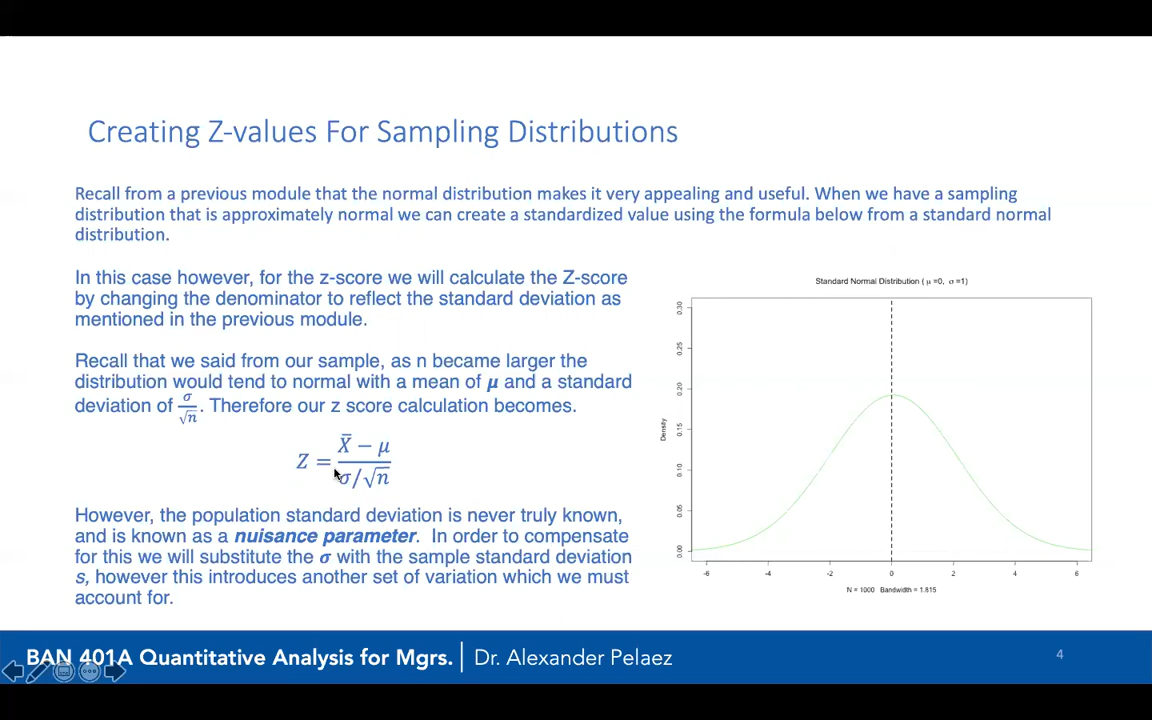 Creating Z-values For Sampling Distributions
Recall from a previous module that the normal distribution makes it very appealing and useful. When we have a sampling
distribution that is approximately normal we can create a standardized value using the formula below from a standard normal
distribution.
In this case however, for the z-score we will calculate the Z-score
by changing the denominator to reflect the standard deviation as
mentioned in the previous module.
Recall that we said from our sample, as n became larger the
distribution would tend to normal with a mean of μ and a standard
deviation of σ/√n. Therefore our z score calculation becomes.
Z = (X̄ − μ)/(σ/√n)
However, the population standard deviation is never truly known,
and is known as a nuisance parameter. In order to compensate
for this we will substitute the σ with the sample standard deviation
s, however this introduces another set of variation which we must
account for.
Standard Normal Distribution ( μ =0, σ =1)
Density
0.30
0.25
0.20
0.15
0.10
0.05
0.00
-6 -4 -2 0 2 4 6
N = 1000 Bandwidth = 1.815
BAN 401A Quantitative Analysis for Mgrs. | Dr. Alexander Pelaez
4